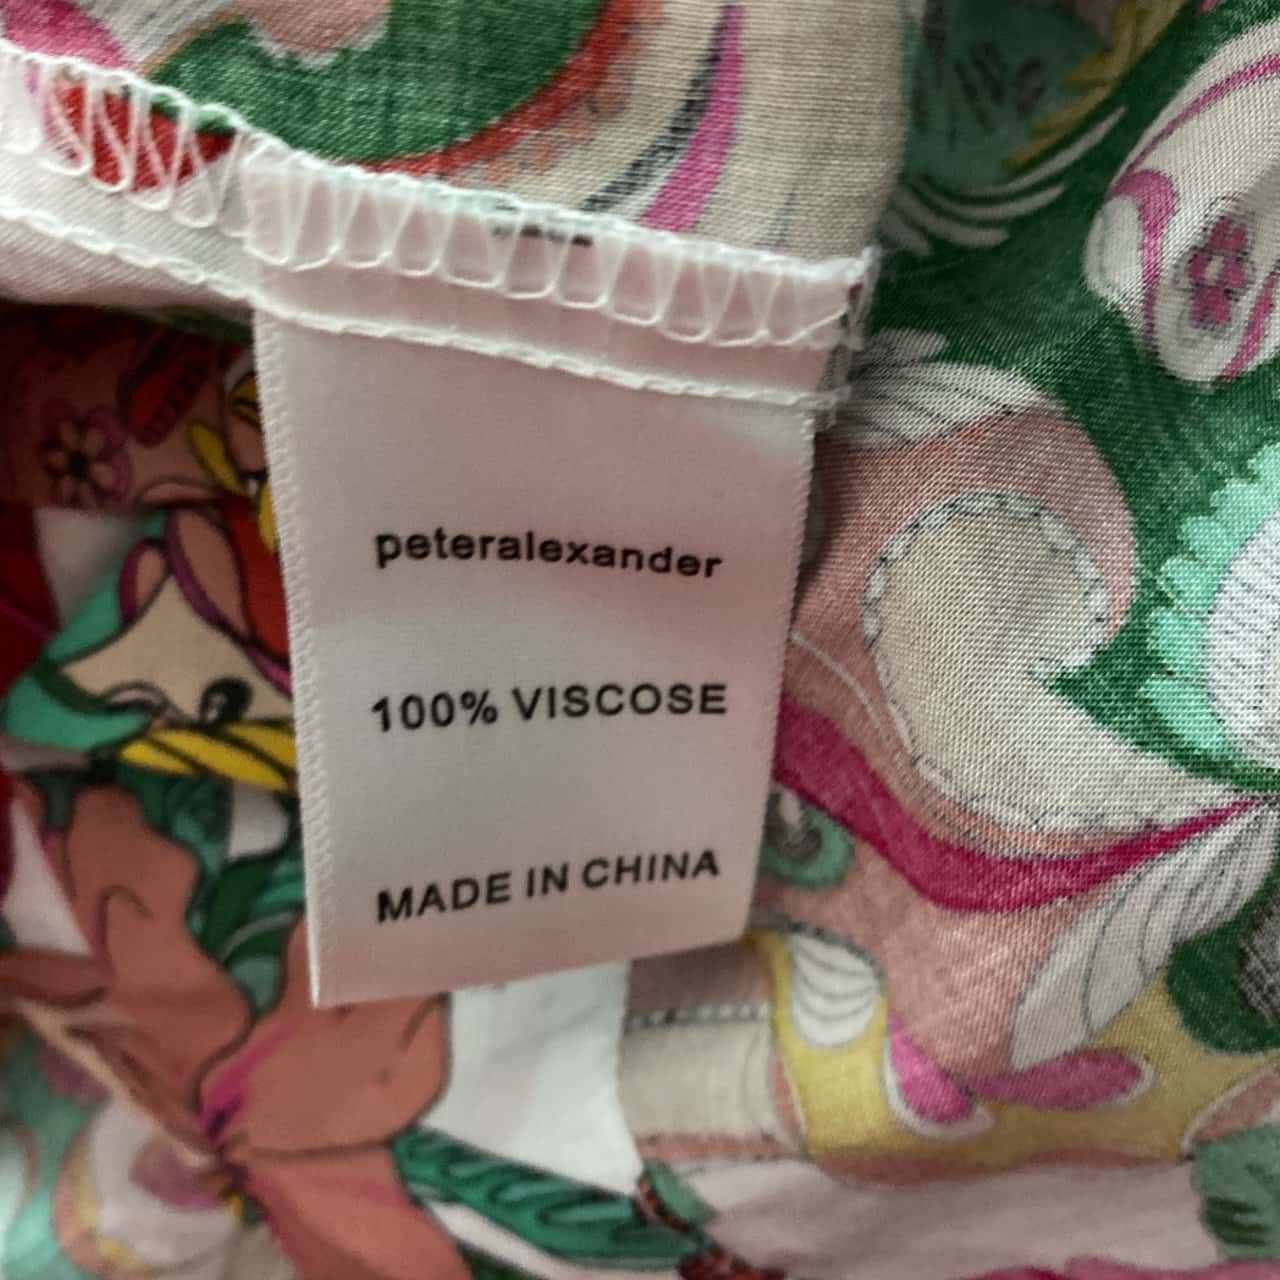 peteralexander
100% VISCOSE
MADE IN CHINA